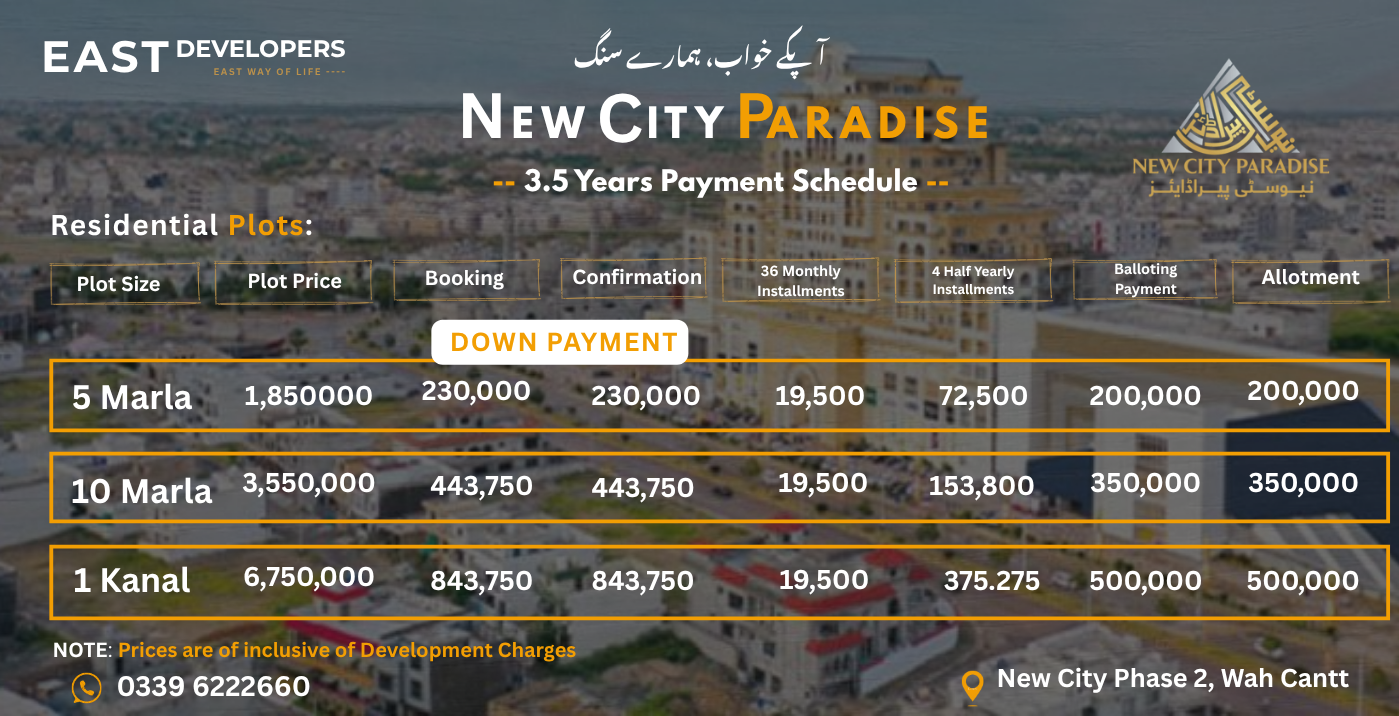 EAST DEVELOPERS
EAST WAY OF LIFE ----
آپکے خواب، ہمارے سنگ
NEW CITY PARADISE
-- 3.5 Years Payment Schedule --
NEW CITY PARADISE
نیوسٹی پیراڈائیز
Residential Plots:
Plot Size
Plot Price
Booking
Confirmation
36 Monthly
Installments
4 Half Yearly
Installments
Balloting
Payment
Allotment
DOWN PAYMENT
5 Marla 1,850000 230,000 230,000 19,500 72,500 200,000 200,000
10 Marla 3,550,000 443,750 443,750 19,500 153,800 350,000 350,000
1 Kanal 6,750,000 843,750 843,750 19,500 375.275 500,000 500,000
NOTE: Prices are of inclusive of Development Charges
0339 6222660
New City Phase 2, Wah Cantt